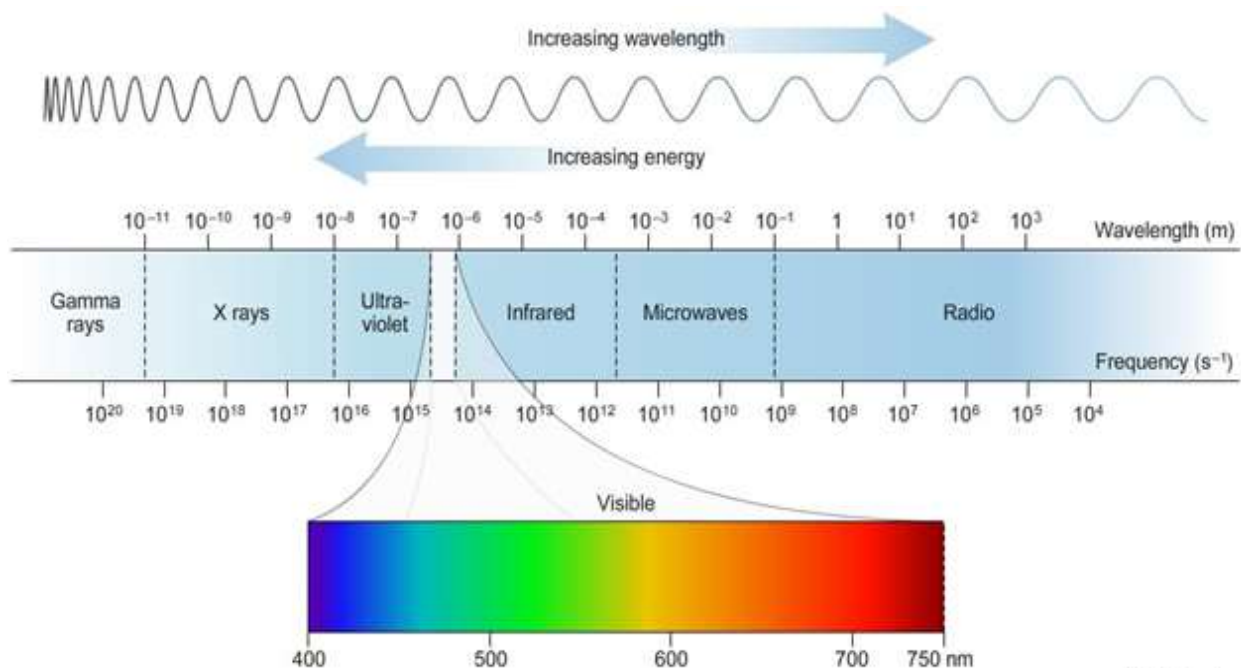 Increasing wavelength
Increasing energy
10⁻¹¹ 10⁻¹⁰ 10⁻⁹ 10⁻⁸ 10⁻⁷ 10⁻⁶ 10⁻⁵ 10⁻⁴ 10⁻³ 10⁻² 10⁻¹ 1 10¹ 10² 10³ Wavelength (m)
Gamma rays X rays Ultra-violet Infrared Microwaves Radio
Frequency (s⁻¹)
10²⁰ 10¹⁹ 10¹⁸ 10¹⁷ 10¹⁶ 10¹⁵ 10¹⁴ 10¹³ 10¹² 10¹¹ 10¹⁰ 10⁹ 10⁸ 10⁷ 10⁶ 10⁵ 10⁴
Visible
400 500 600 700 750 nm